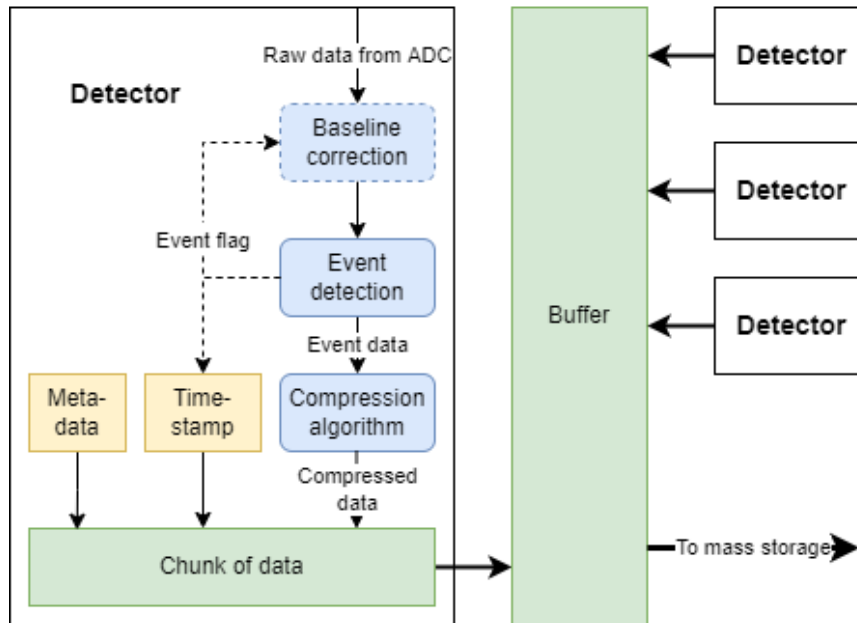 Raw data from ADC
Detector
Baseline
correction
Event flag
Event
detection
Event data
Meta-
data
Time-
stamp
Compression
algorithm
Compressed
data
Chunk of data
Buffer
Detector
Detector
Detector
To mass storage